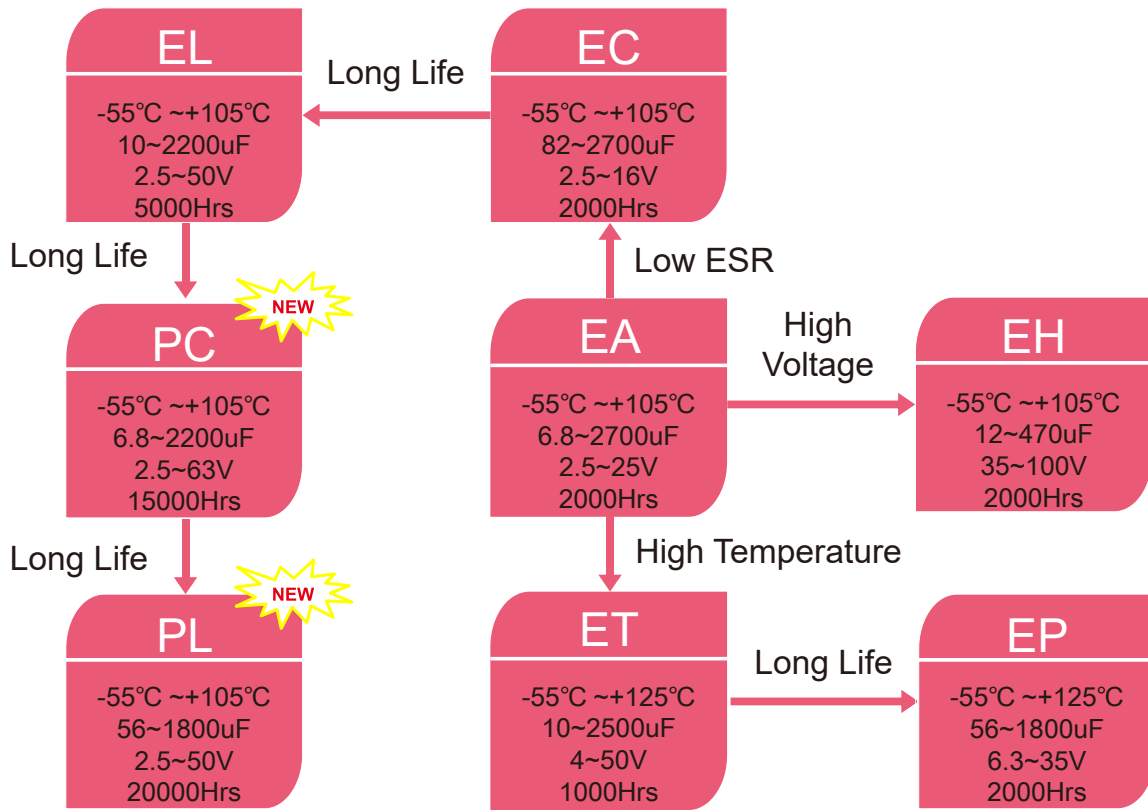 EL
-55℃ ~+105℃
10~2200uF
2.5~50V
5000Hrs
Long Life
EC
-55℃ ~+105℃
82~2700uF
2.5~16V
2000Hrs
Long Life
Low ESR
NEW
PC
-55℃ ~+105℃
6.8~2200uF
2.5~63V
15000Hrs
EA
-55℃ ~+105℃
6.8~2700uF
2.5~25V
2000Hrs
High
Voltage
EH
-55℃ ~+105℃
12~470uF
35~100V
2000Hrs
Long Life
High Temperature
NEW
PL
-55℃ ~+105℃
56~1800uF
2.5~50V
20000Hrs
ET
-55℃ ~+125℃
10~2500uF
4~50V
1000Hrs
Long Life
EP
-55℃ ~+125℃
56~1800uF
6.3~35V
2000Hrs